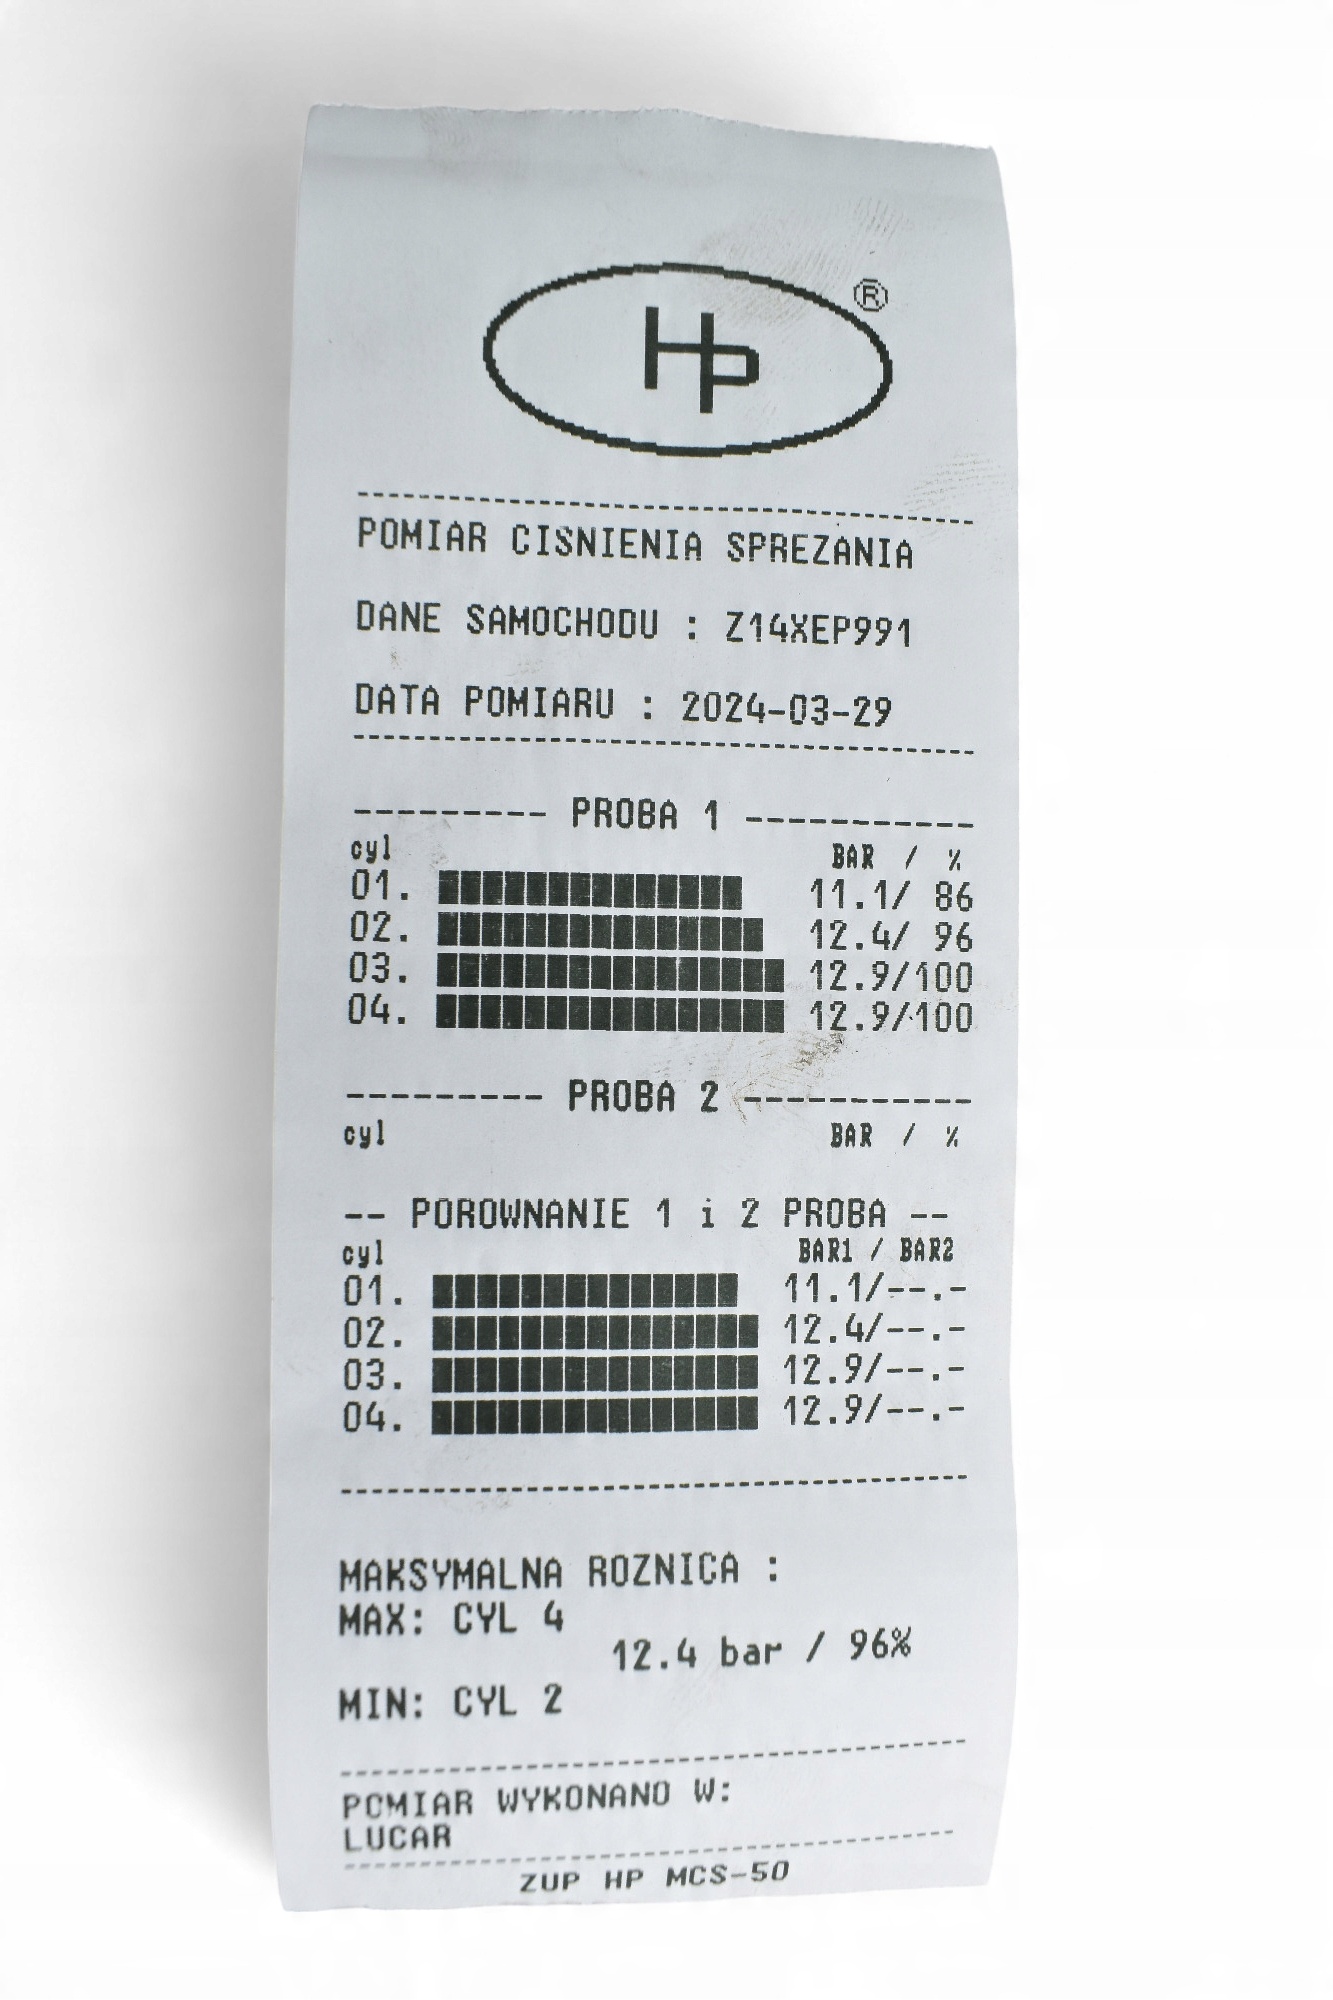 HP ®
POMIAR CISNIENIA SPREZANIA
DANE SAMOCHODU : Z14XEP991
DATA POMIARU : 2024-03-29
--------- PROBA 1 -----------
cyl BAR / %
01. 11.1/ 86
02. 12.4/ 96
03. 12.9/100
04. 12.9/100
--------- PROBA 2 -----------
cyl BAR / %
-- POROWNANIE 1 i 2 PROBA --
cyl BAR1 / BAR2
01. 11.1/--.-
02. 12.4/--.-
03. 12.9/--.-
04. 12.9/--.-
MAKSYMALNA ROZNICA :
MAX: CYL 4
12.4 bar / 96%
MIN: CYL 2
POMIAR WYKONANO W:
LUCAR
ZUP HP MCS-50